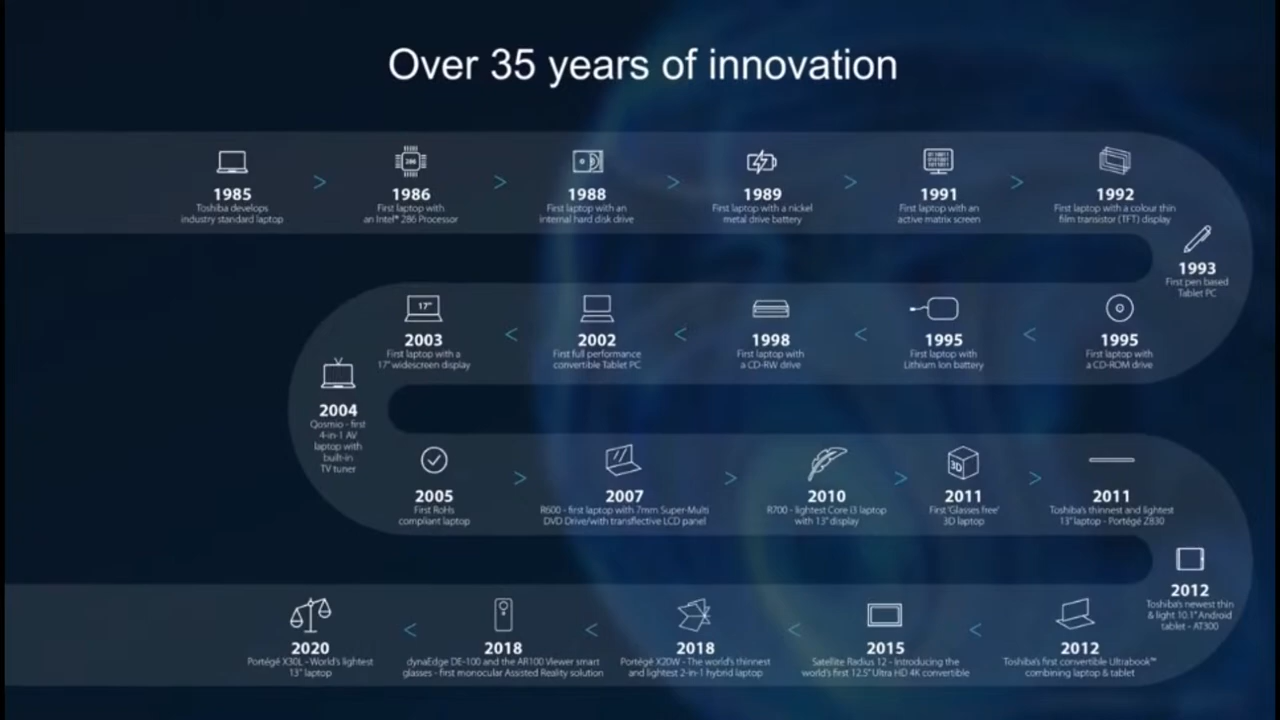 Over 35 years of innovation
1985
Toshiba develops
industry standard laptop
286
1986
First laptop with
an Intel® 286 Processor
1988
First laptop with an
internal hard disk drive
1989
First laptop with a nickel
metal drive battery
1991
First laptop with an
active matrix screen
1992
First laptop with a colour thin
film transistor (TFT) display
1993
First pen based
Tablet PC
1995
First laptop with
a CD-ROM drive
1995
First laptop with
Lithium Ion battery
1998
First laptop with
a CD-RW drive
2002
First full performance
convertible Tablet PC
17"
2003
First laptop with a
17" widescreen display
2004
Qosmio - first
4-in-1 AV
laptop with
built-in
TV tuner
2005
First RoHs
compliant laptop
2007
R600 - first laptop with 7mm Super-Multi
DVD Drive/with transflective LCD panel
2010
R700 - lightest Core i3 laptop
with 13" display
3D
2011
First 'Glasses free'
3D laptop
2011
Toshiba's thinnest and lightest
13" laptop - Portégé Z830
2012
Toshiba's newest thin
& light 10.1" Android
tablet - AT300
2012
Toshiba's first convertible Ultrabook™
combining laptop & tablet
2015
Satellite Radius 12 - Introducing the
world's first 12.5" Ultra HD 4K convertible
2018
Portégé X20W - The world's thinnest
and lightest 2-in-1 hybrid laptop
2018
dynaEdge DE-100 and the AR100 Viewer smart
glasses - first monocular Assisted Reality solution
2020
Portégé X30L - World's lightest
13" laptop